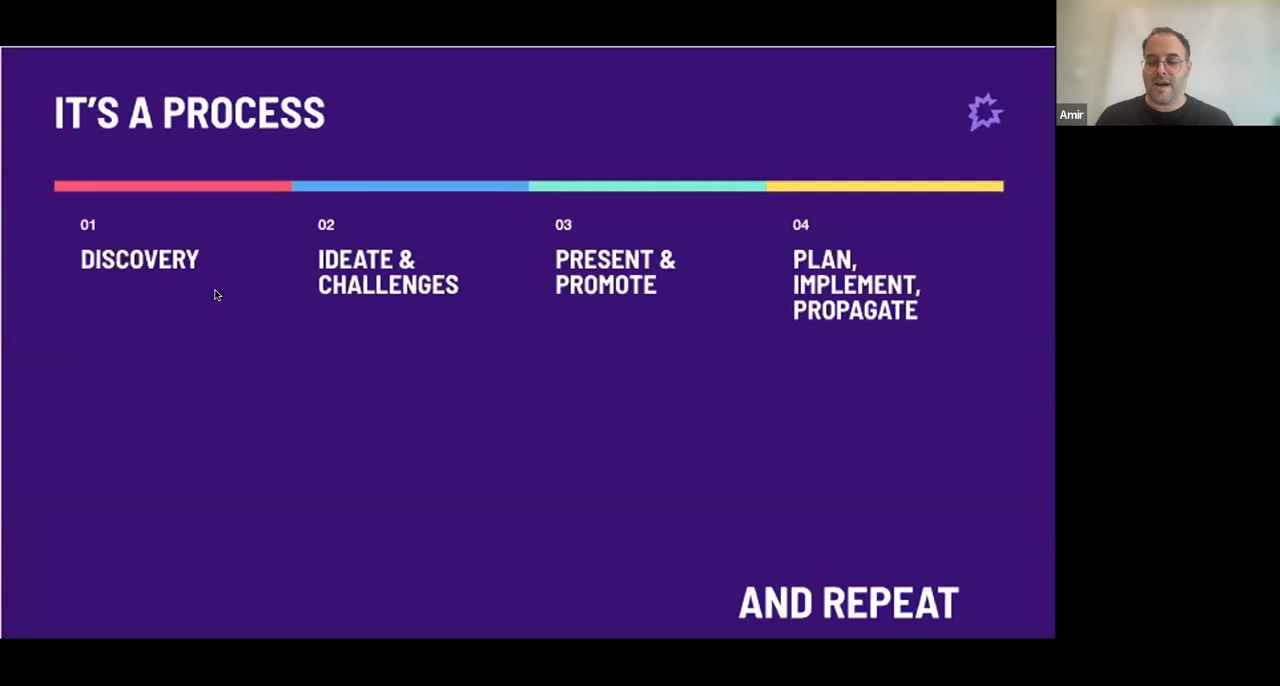 IT'S A PROCESS
01
DISCOVERY
02
IDEATE &
CHALLENGES
03
PRESENT &
PROMOTE
04
PLAN,
IMPLEMENT,
PROPAGATE
AND REPEAT
Amir